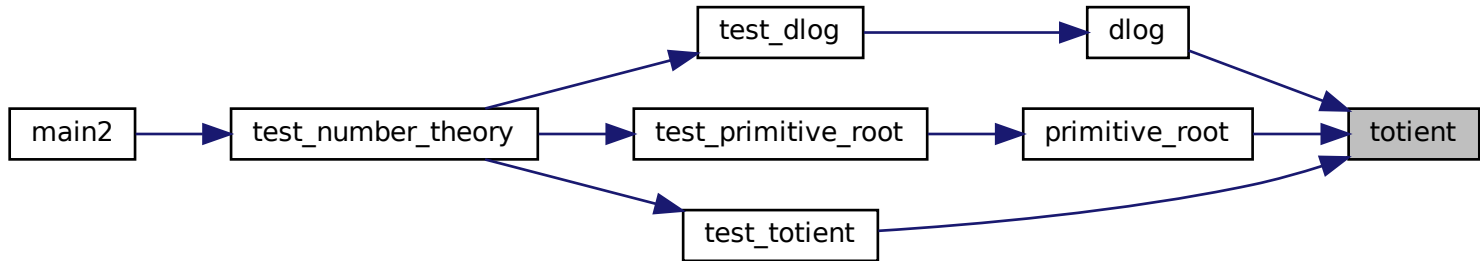 test_dlog
dlog
main2
test_number_theory
test_primitive_root
primitive_root
totient
test_totient